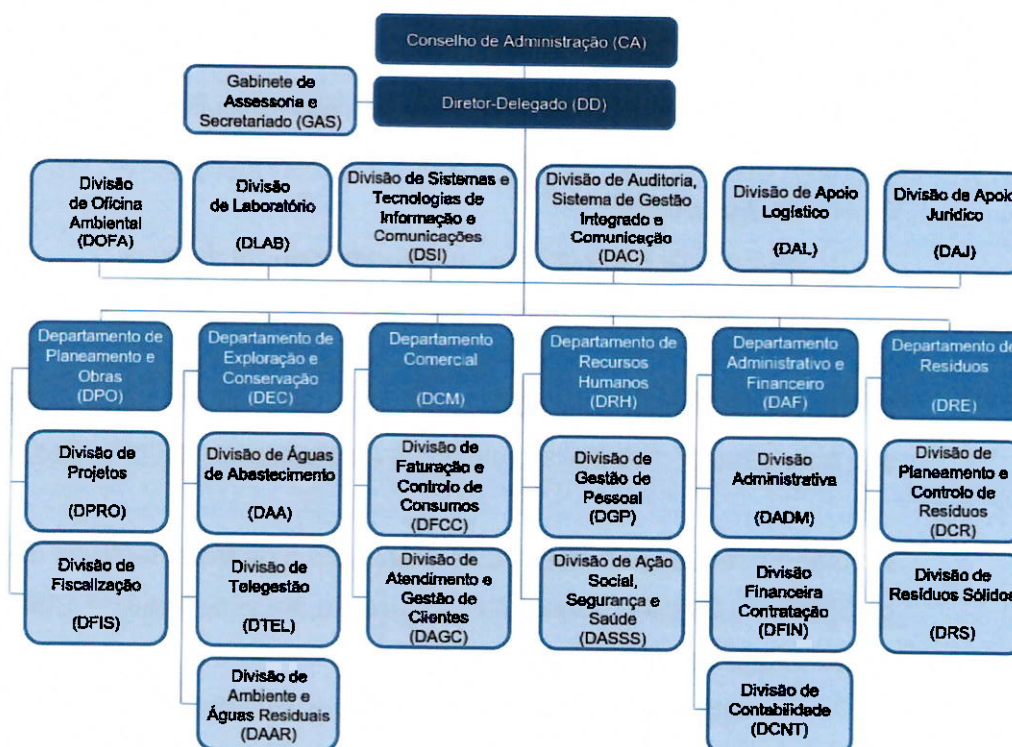 Conselho de Administração (CA)
Gabinete de
Assessoria e
Secretariado (GAS)
Diretor-Delegado (DD)
Divisão
de Oficina
Ambiental
(DOFA)
Divisão
de Laboratório
(DLAB)
Divisão de Sistemas e
Tecnologias de
Informação e
Comunicações
(DSI)
Divisão de Auditoria,
Sistema de Gestão
Integrado e
Comunicação
(DAC)
Divisão de Apoio
Logístico
(DAL)
Divisão de Apoio
Jurídico
(DAJ)
Departamento de
Planeamento e
Obras
(DPO)
Departamento de
Exploração e
Conservação
(DEC)
Departamento
Comercial
(DCM)
Departamento de
Recursos
Humanos
(DRH)
Departamento
Administrativo e
Financeiro
(DAF)
Departamento de
Resíduos
(DRE)
Divisão de
Projetos
(DPRO)
Divisão de Águas
de Abastecimento
(DAA)
Divisão de
Faturação e
Controlo de
Consumos
(DFCC)
Divisão de
Gestão de
Pessoal
(DGP)
Divisão
Administrativa
(DADM)
Divisão de
Planeamento e
Controlo de
Resíduos
(DCR)
Divisão de
Fiscalização
(DFIS)
Divisão de
Telegestão
(DTEL)
Divisão de
Atendimento e
Gestão de
Clientes
(DAGC)
Divisão de Ação
Social,
Segurança e
Saúde
(DASSS)
Divisão
Financeira
Contratação
(DFIN)
Divisão de
Resíduos Sólidos
(DRS)
Divisão de
Ambiente e
Águas Residuais
(DAAR)
Divisão de
Contabilidade
(DCNT)